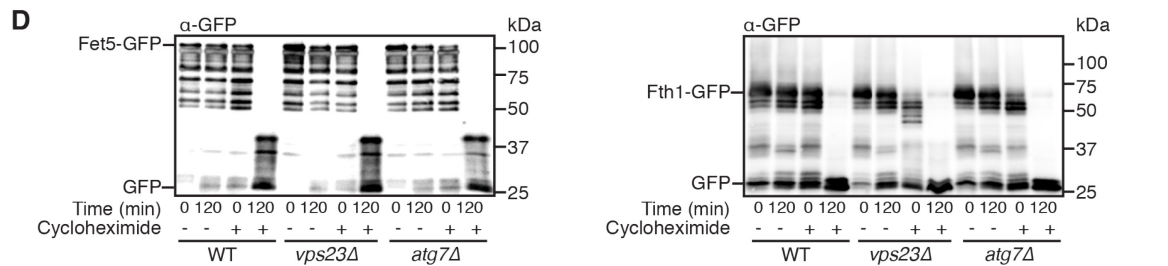 D
α-GFP
kDa
Fet5-GFP
100
75
50
37
GFP
25
Time (min) 0 120 0 120 0 120 0 120 0 120 0 120
Cycloheximide - - + + - - + + - - + +
WT vps23Δ atg7Δ
α-GFP
kDa
100
Fth1-GFP
75
50
37
GFP
25
Time (min) 0 120 0 120 0 120 0 120 0 120 0 120
Cycloheximide - - + + - - + + - - + +
WT vps23Δ atg7Δ